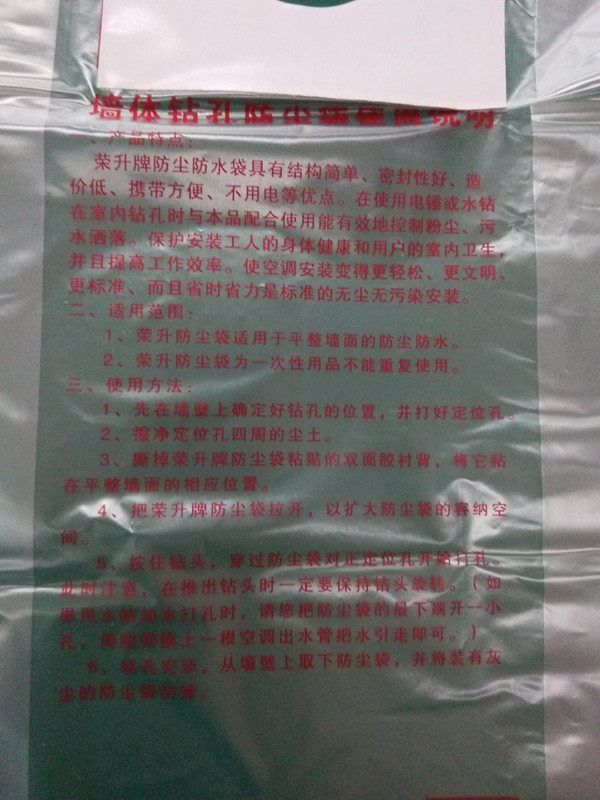 墙体钻孔防尘袋使用说明
一、产品特点：
荣升牌防尘防水袋具有结构简单、密封性好、造
价低、携带方便、不用电等优点。在使用电锤或水钻
在室内钻孔时与本品配合使用能有效地控制粉尘、污
水洒落。保护安装工人的身体健康和用户的室内卫生，
并且提高工作效率。使空调安装变得更轻松、更文明、
更标准、而且省时省力是标准的无尘无污染安装。
二、适用范围：
1、荣升防尘袋适用于平整墙面的防尘防水。
2、荣升防尘袋为一次性用品不能重复使用。
三、使用方法：
1、先在墙壁上确定好钻孔的位置，并打好定位孔。
2、擦净定位孔四周的尘土。
3、撕掉荣升牌防尘袋粘贴的双面胶衬背，将它粘
在平整墙面的相应位置。
4、把荣升牌防尘袋拉开，以扩大防尘袋的容纳空
间。
5、按住钻头，穿过防尘袋对正定位孔开始打孔。
此时注意，在推出钻头时一定要保持钻头旋转。（如
果用水钻加水打孔时，请您把防尘袋的最下端开一小
孔，上一根空调出水管把水引走即可。）
6、钻孔完毕，从墙壁上取下防尘袋，并将装有灰
尘的防尘袋